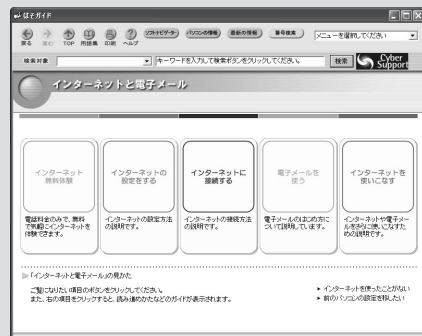 ぱそガイド
戻る 進む TOP 用語集 印刷 ヘルプ ソフトナビゲーター パソコンの情報 最新の情報 番号検索 メニューを選択してください
検索対象 キーワードを入力して検索ボタンをクリックしてください。 検索 Cyber Support
インターネットと電子メール
インターネット
無料体験
インターネットの
設定をする
インターネットに
接続する
電子メールを
使う
インターネットを
使いこなす
電話料金のみで、無料
で気軽にインターネットを
体験できます。
インターネットの設定方法
の説明です。
インターネットの接続方法
の説明です。
電子メールのはじめ方に
ついて説明しています。
インターネットや電子メー
ルをさらに使いこなすた
めの説明です。
「インターネットと電子メール」の見かた
ご覧になりたい項目のボタンをクリックしてください。
また、右の項目をクリックすると、読み進めかたなどのガイドが表示されます。
インターネットを使ったことがない
前のパソコンの設定を移したい